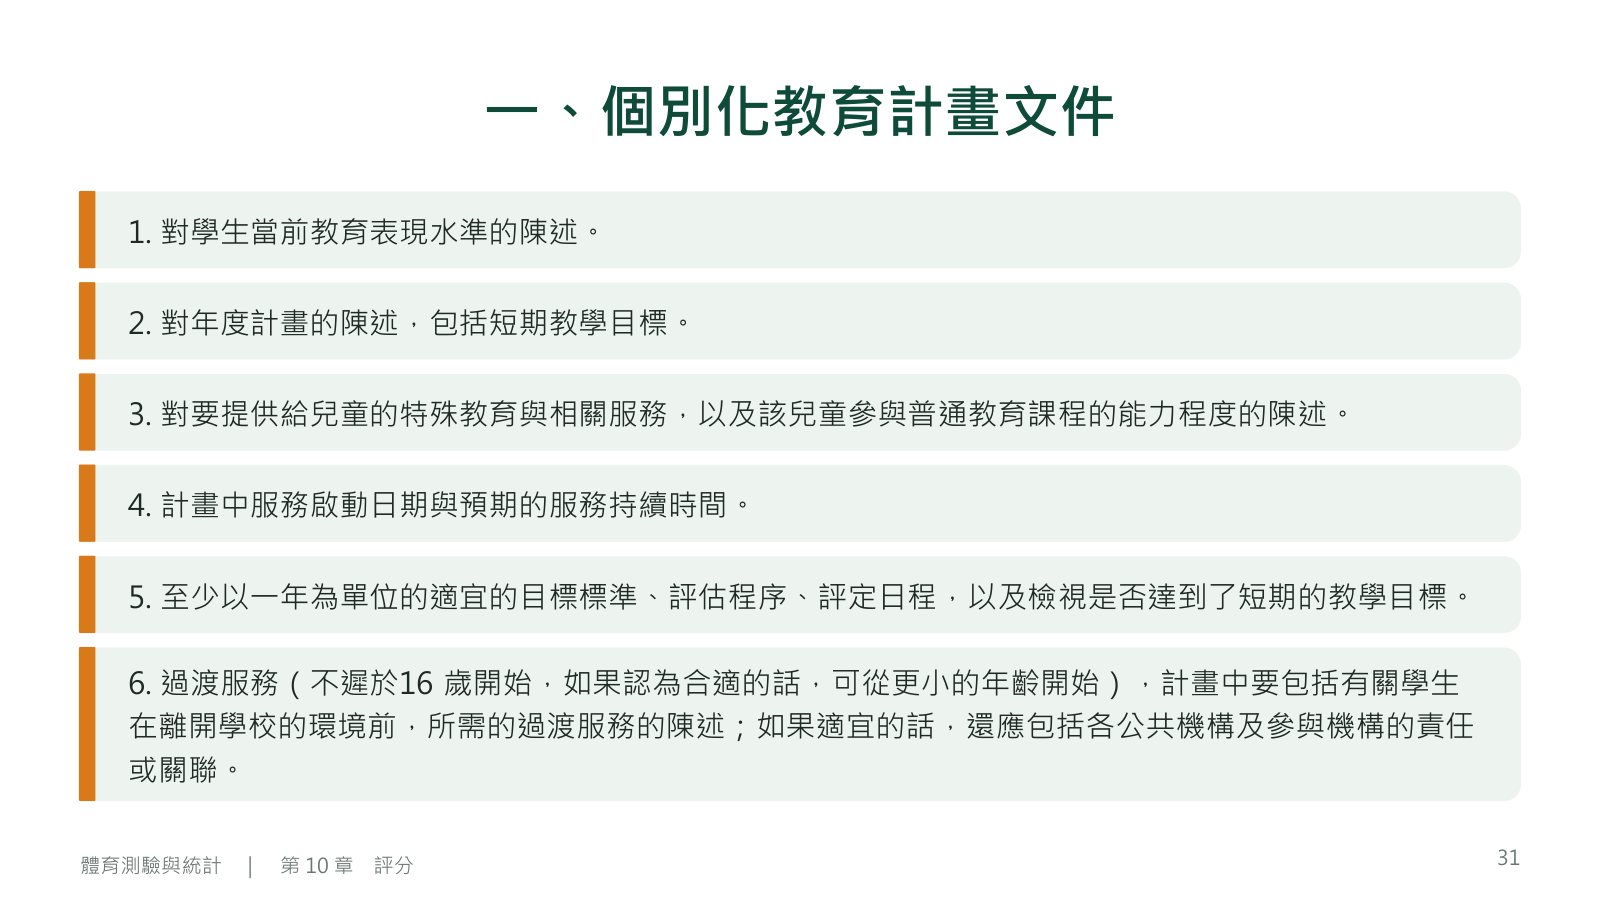 一、個別化教育計畫文件
1. 對學生當前教育表現水準的陳述。
2. 對年度計畫的陳述，包括短期教學目標。
3. 對要提供給兒童的特殊教育與相關服務，以及該兒童參與普通教育課程的能力程度的陳述。
4. 計畫中服務啟動日期與預期的服務持續時間。
5. 至少以一年為單位的適宜的目標標準、評估程序、評定日程，以及檢視是否達到了短期的教學目標。
6. 過渡服務（不遲於16 歲開始，如果認為合適的話，可從更小的年齡開始），計畫中要包括有關學生
在離開學校的環境前，所需的過渡服務的陳述；如果適宜的話，還應包括各公共機構及參與機構的責任
或關聯。
體育測驗與統計 | 第 10 章 評分
31